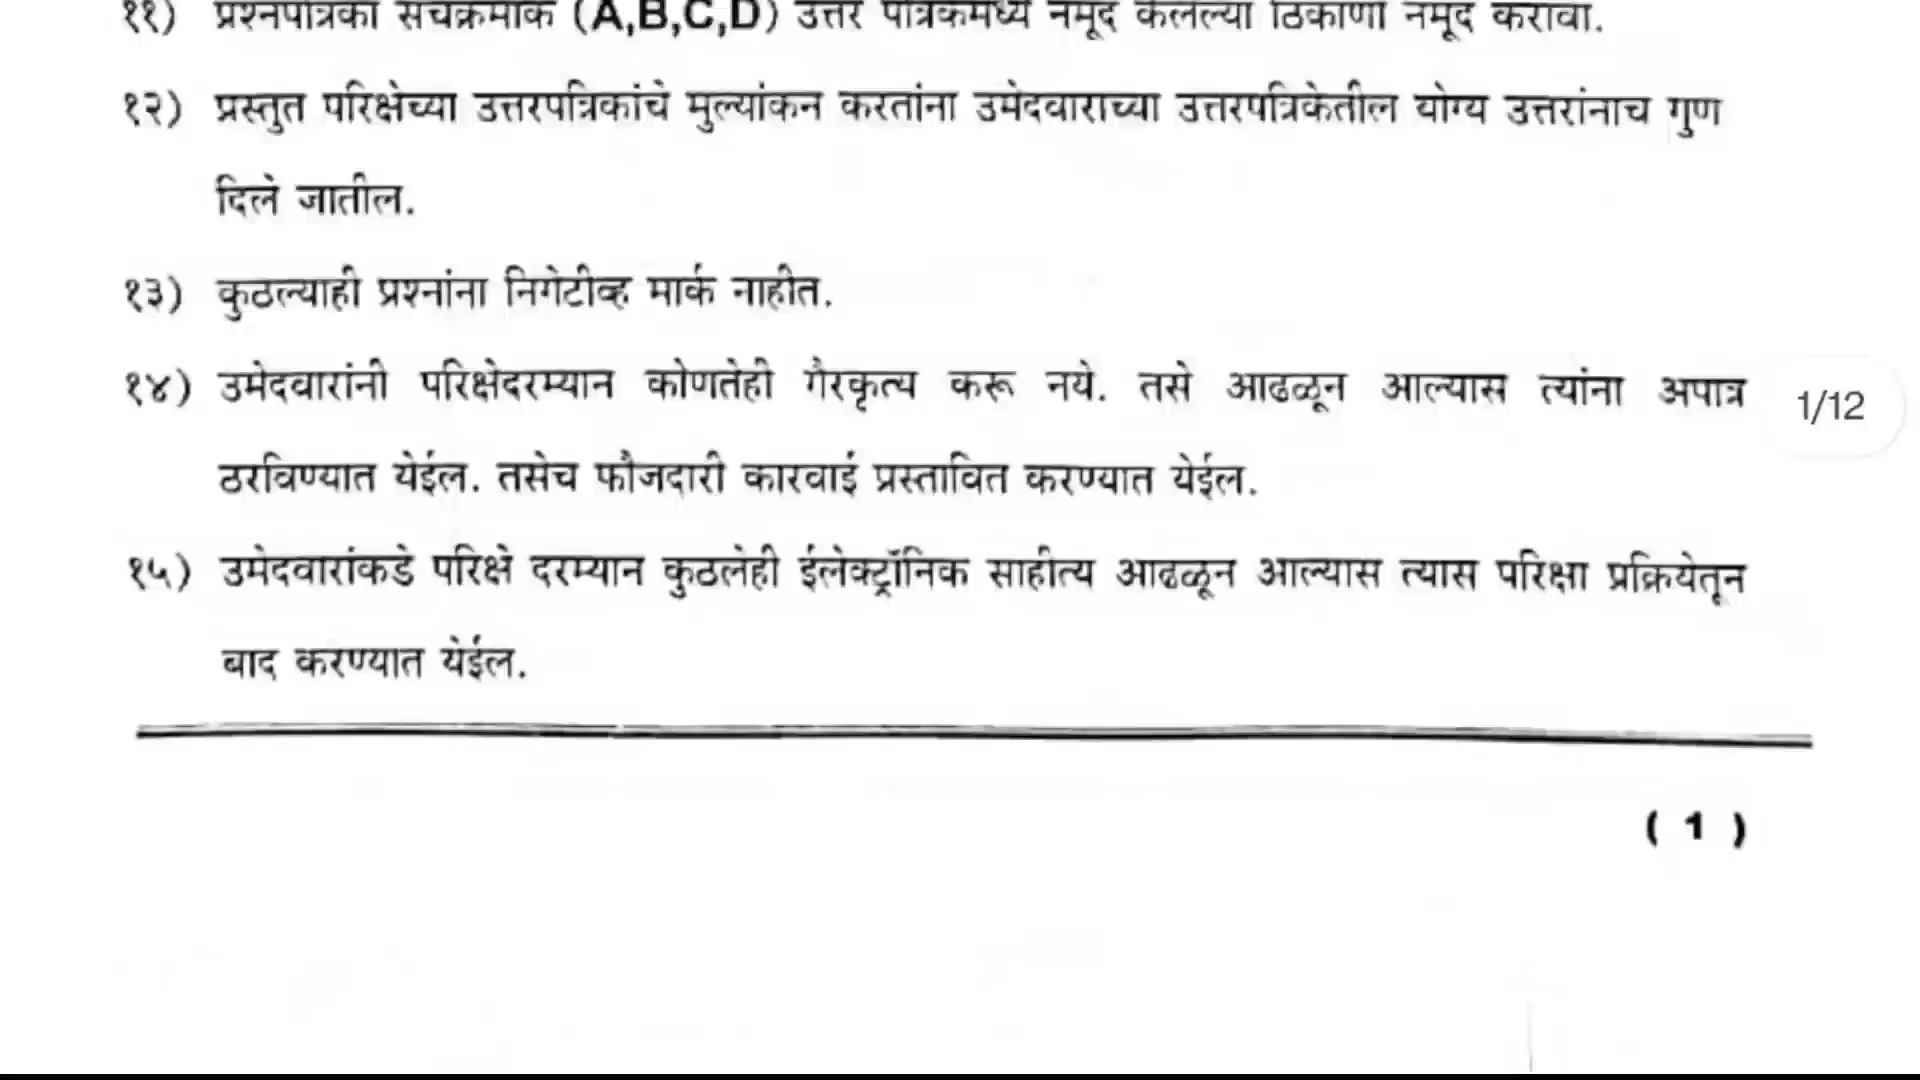 ११) प्रश्नपत्रिका संचक्रमांक (A,B,C,D) उत्तर पत्रिकेमध्ये नमूद केलेल्या ठिकाणी नमूद करावा.
१२) प्रस्तुत परिक्षेच्या उत्तरपत्रिकांचे मुल्यांकन करतांना उमेदवाराच्या उत्तरपत्रिकेतील योग्य उत्तरांनाच गुण
दिले जातील.
१३) कुठल्याही प्रश्नांना निगेटीव्ह मार्क नाहीत.
१४) उमेदवारांनी परिक्षेदरम्यान कोणतेही गैरकृत्य करू नये. तसे आढळून आल्यास त्यांना अपात्र
1/12
ठरविण्यात येईल. तसेच फौजदारी कारवाई प्रस्तावित करण्यात येईल.
१५) उमेदवारांकडे परिक्षे दरम्यान कुठलेही ईलेक्ट्रॉनिक साहीत्य आढळून आल्यास त्यास परिक्षा प्रक्रियेतून
बाद करण्यात येईल.
( 1 )